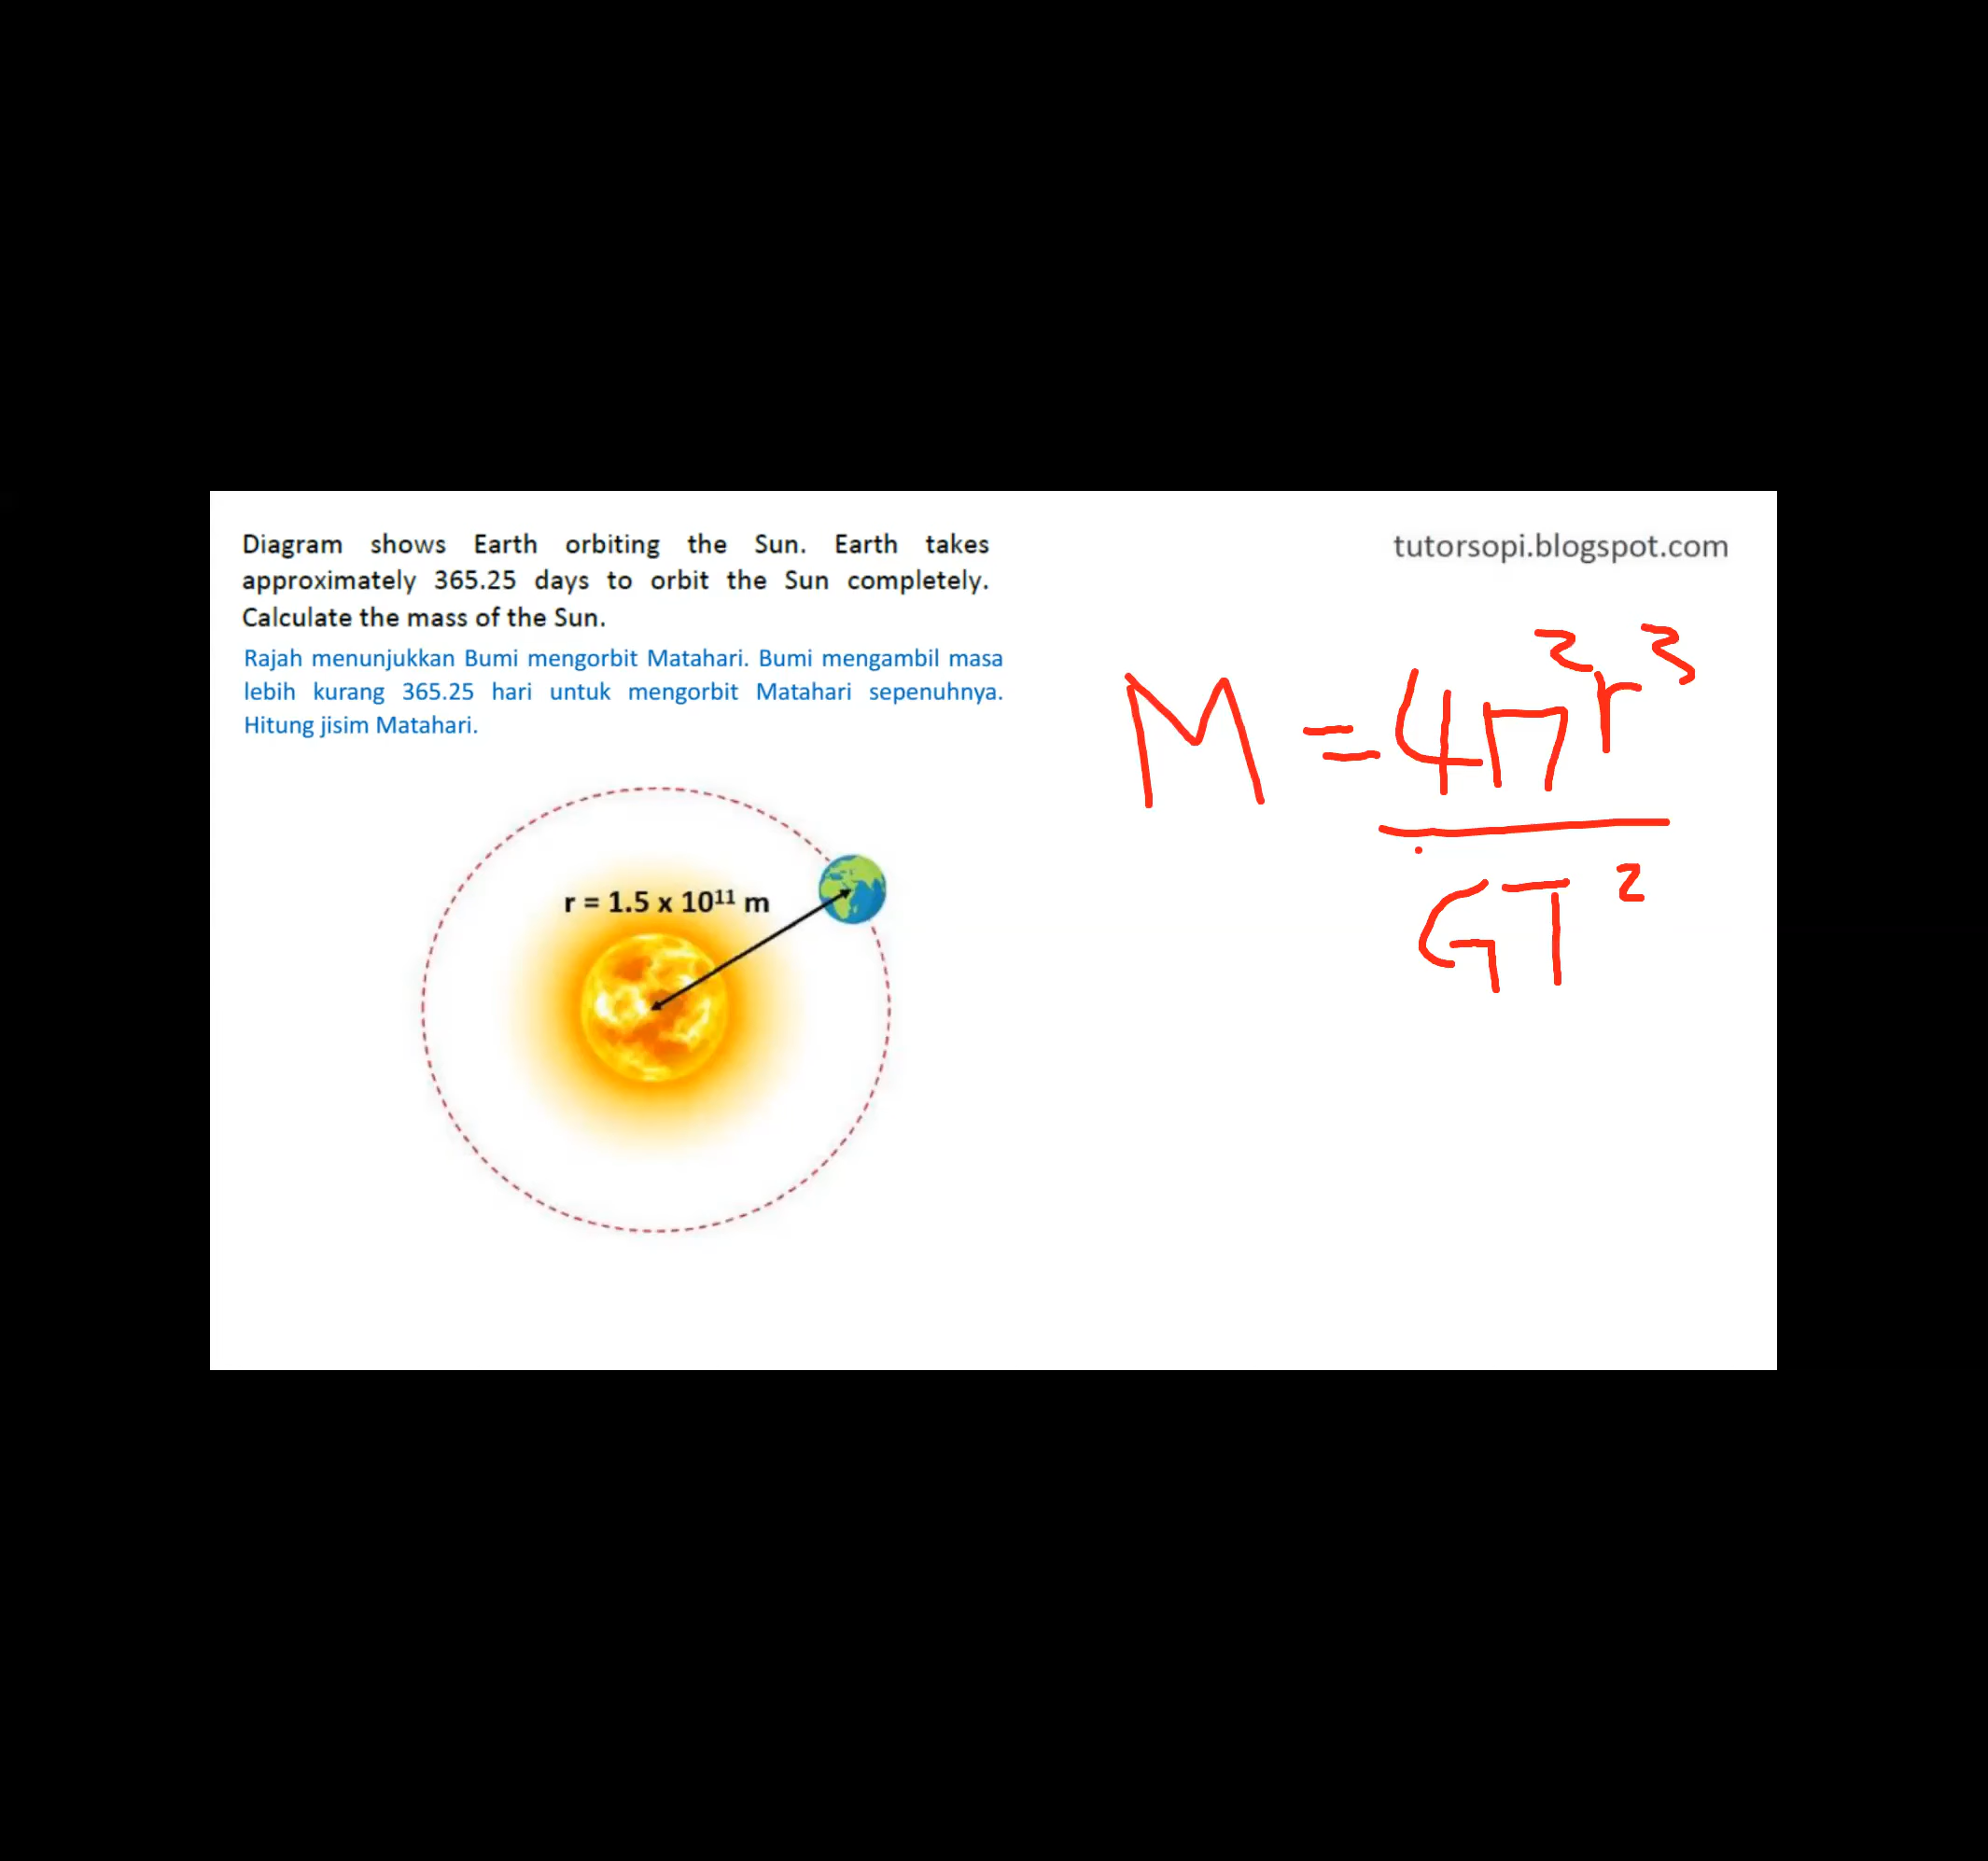 Diagram shows Earth orbiting the Sun. Earth takes
approximately 365.25 days to orbit the Sun completely.
Calculate the mass of the Sun.
Rajah menunjukkan Bumi mengorbit Matahari. Bumi mengambil masa
lebih kurang 365.25 hari untuk mengorbit Matahari sepenuhnya.
Hitung jisim Matahari.
r = 1.5 x 10¹¹ m
tutorsopi.blogspot.com
M = 4π²r³
GT²